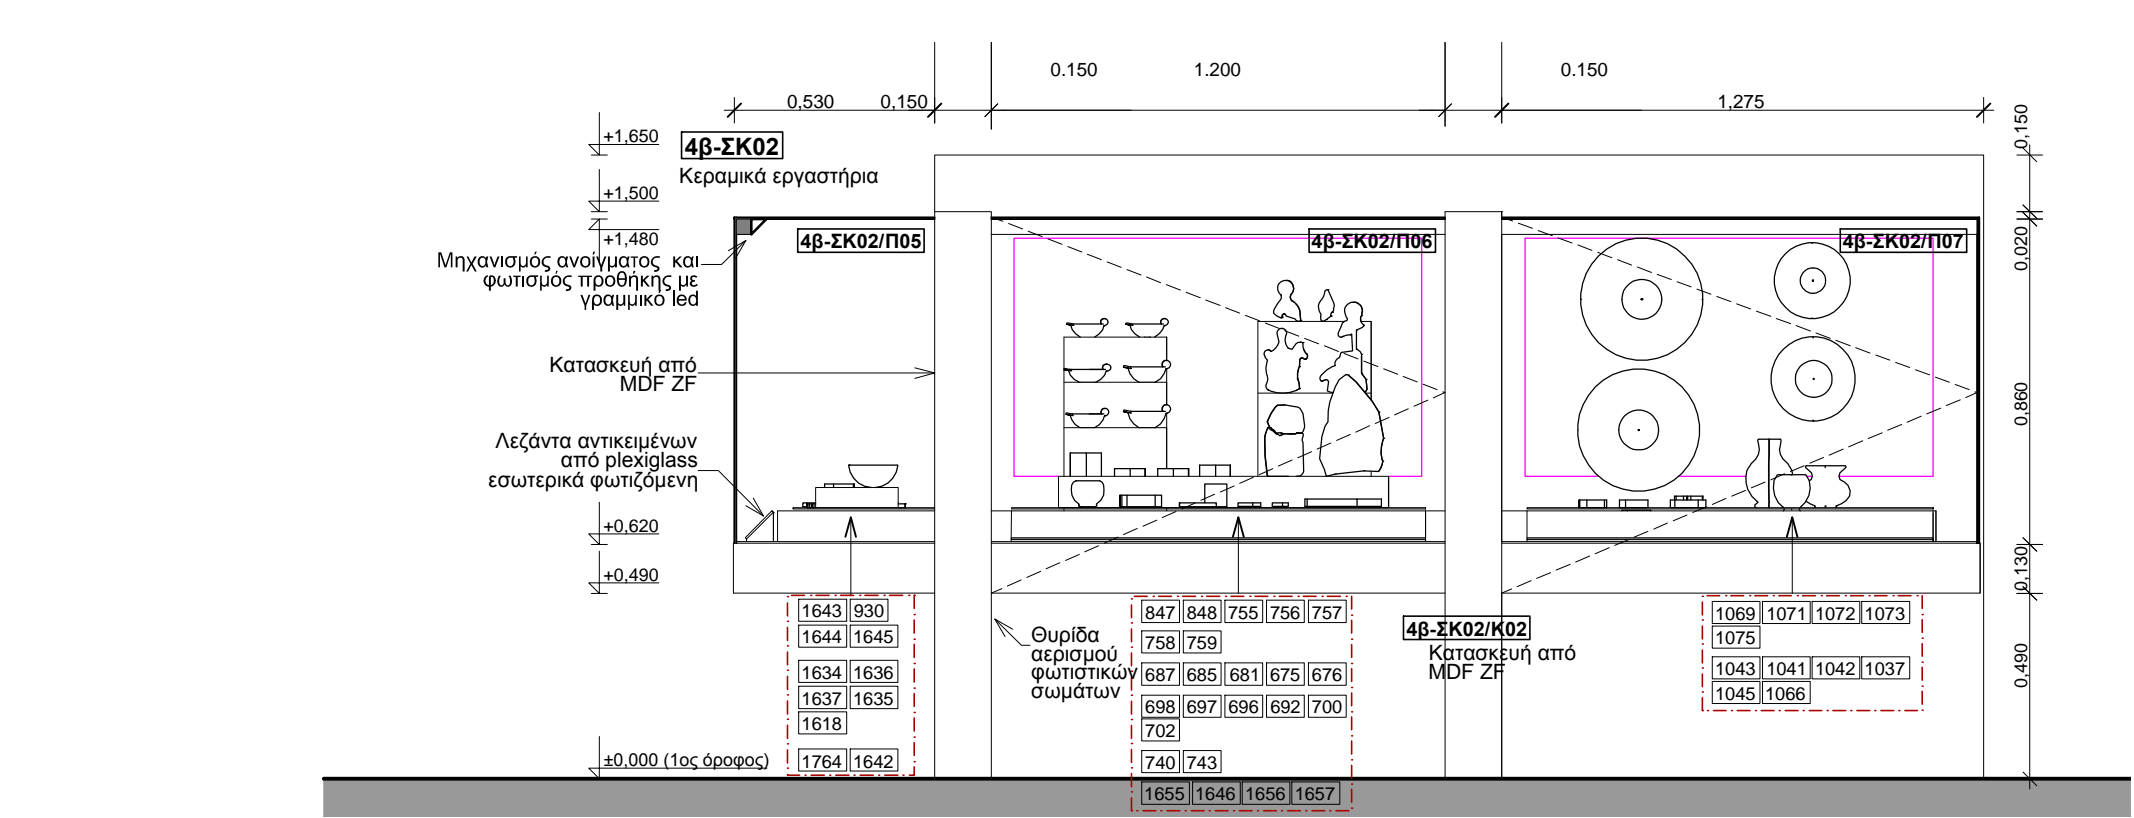 0.150 1.200 0.150
0,530 0,150 1,275
0,150
+1,650
4β-ΣΚ02
Κεραμικά εργαστήρια
+1,500
+1,480
4β-ΣΚ02/Π05 4β-ΣΚ02/Π06 4β-ΣΚ02/Π07
0,020
Μηχανισμός ανοίγματος και
φωτισμός προθήκης με
γραμμικό led
Κατασκευή από
MDF ZF
0,860
Λεζάντα αντικειμένων
από plexiglass
εσωτερικά φωτιζόμενη
+0,620
+0,490
0,130
1643 930
1644 1645
1634 1636
1637 1635
1618
1764 1642
Θυρίδα
αερισμού
φωτιστικών
σωμάτων
847 848 755 756 757
758 759
687 685 681 675 676
698 697 696 692 700
702
740 743
1655 1646 1656 1657
4β-ΣΚ02/Κ02
Κατασκευή από
MDF ZF
1069 1071 1072 1073
1075
1043 1041 1042 1037
1045 1066
0,490
±0,000 (1ος όροφος)